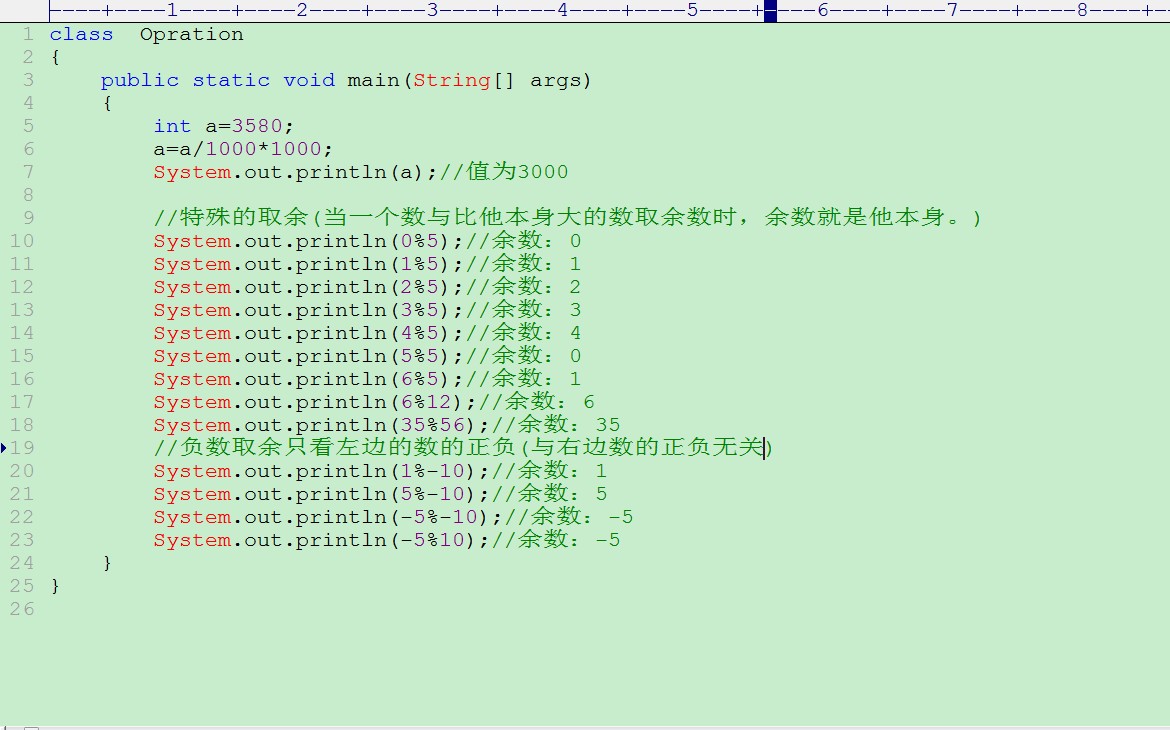 ----+----1----+----2----+----3----+----4----+----5----+----6----+----7----+----8----+-
1 class  Opration
2 {
3     public static void main(String[] args)
4     {
5         int a=3580;
6         a=a/1000*1000;
7         System.out.println(a);//值为3000
8
9         //特殊的取余(当一个数与比他本身大的数取余数时，余数就是他本身。)
10         System.out.println(0%5);//余数：0
11         System.out.println(1%5);//余数：1
12         System.out.println(2%5);//余数：2
13         System.out.println(3%5);//余数：3
14         System.out.println(4%5);//余数：4
15         System.out.println(5%5);//余数：0
16         System.out.println(6%5);//余数：1
17         System.out.println(6%12);//余数：6
18         System.out.println(35%56);//余数：35
19         //负数取余只看左边的数的正负(与右边数的正负无关)
20         System.out.println(1%-10);//余数：1
21         System.out.println(5%-10);//余数：5
22         System.out.println(-5%-10);//余数：-5
23         System.out.println(-5%10);//余数：-5
24     }
25 }
26